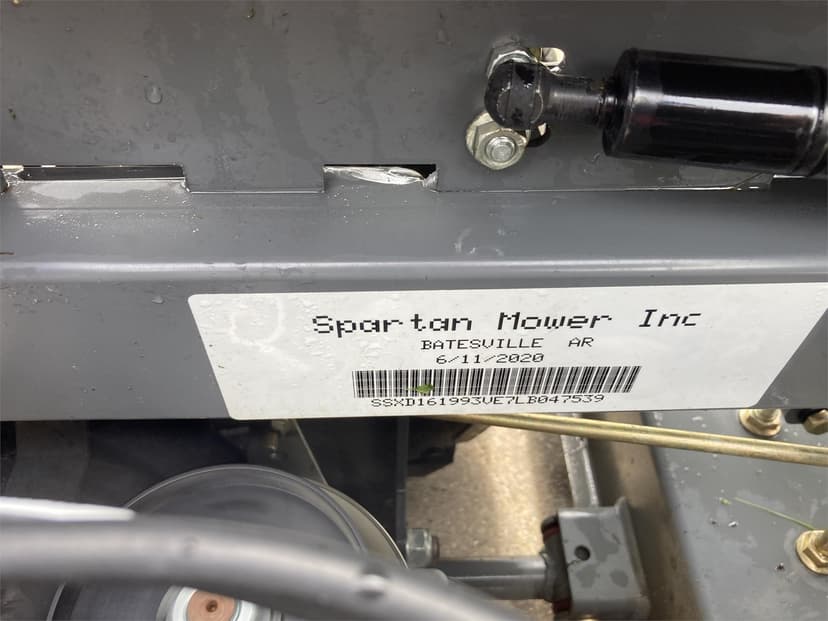 Spartan Mower Inc
BATESVILLE AR
6/11/2020
SSXD161993VE7LB047539